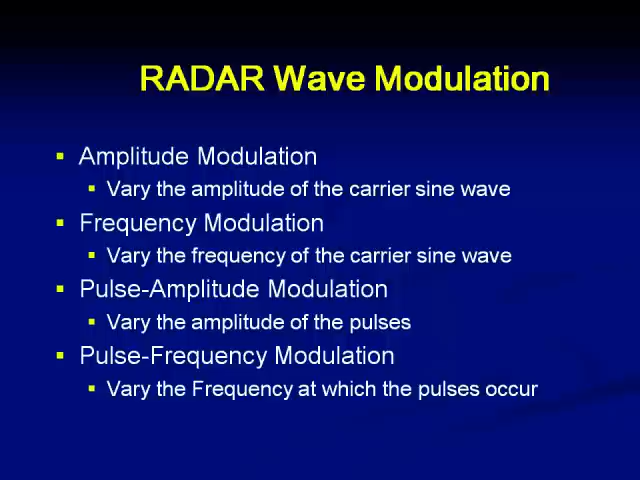 RADAR Wave Modulation
▪ Amplitude Modulation
▪ Vary the amplitude of the carrier sine wave
▪ Frequency Modulation
▪ Vary the frequency of the carrier sine wave
▪ Pulse-Amplitude Modulation
▪ Vary the amplitude of the pulses
▪ Pulse-Frequency Modulation
▪ Vary the Frequency at which the pulses occur